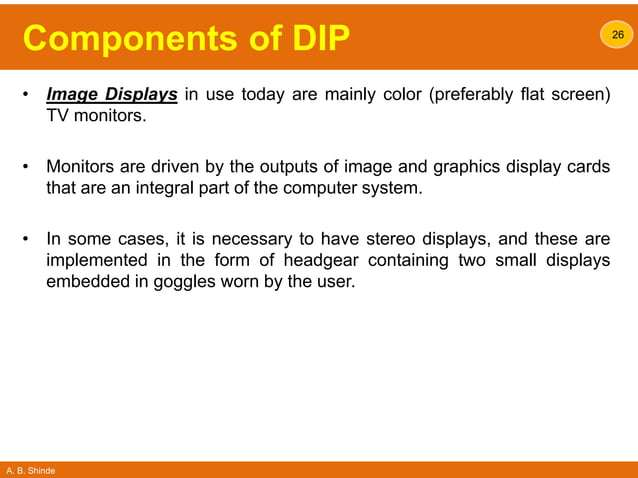 Components of DIP
26
• Image Displays in use today are mainly color (preferably flat screen)
TV monitors.
• Monitors are driven by the outputs of image and graphics display cards
that are an integral part of the computer system.
• In some cases, it is necessary to have stereo displays, and these are
implemented in the form of headgear containing two small displays
embedded in goggles worn by the user.
A. B. Shinde